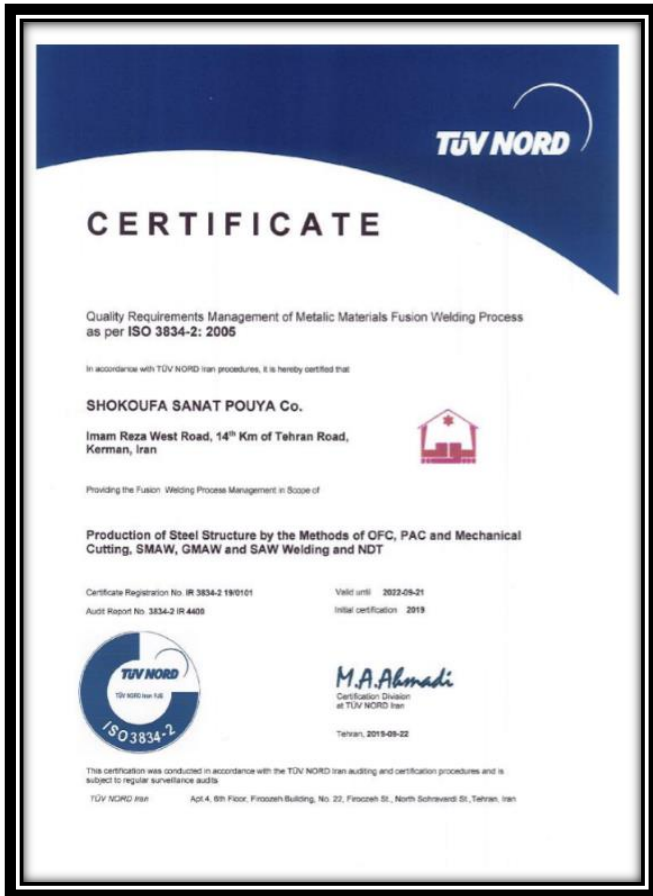 TÜV NORD
CERTIFICATE
Quality Requirements Management of Metalic Materials Fusion Welding Process
as per ISO 3834-2: 2005
In accordance with TÜV NORD Iran procedures, it is hereby certified that
SHOKOUFA SANAT POUYA Co.
Imam Reza West Road, 14th Km of Tehran Road,
Kerman, Iran
Providing the Fusion Welding Process Management in Scope of
Production of Steel Structure by the Methods of OFC, PAC and Mechanical
Cutting, SMAW, GMAW and SAW Welding and NDT
Certificate Registration No. IR 3834-2 19/0101
Valid until 2022-09-21
Audit Report No. 3834-2 IR 4400
Initial certification 2019
TÜV NORD
TÜV NORD Iran
ISO3834-2
M.A.Ahmadi
Certification Division
at TÜV NORD Iran
Tehran, 2019-09-22
This certification was conducted in accordance with the TÜV NORD Iran auditing and certification procedures and is
subject to regular surveillance audits
TÜV NORD Iran Apt.4, 6th Floor, Firoozeh Building, No. 22, Firoozeh St., North Sohrevardi St.,Tehran, Iran